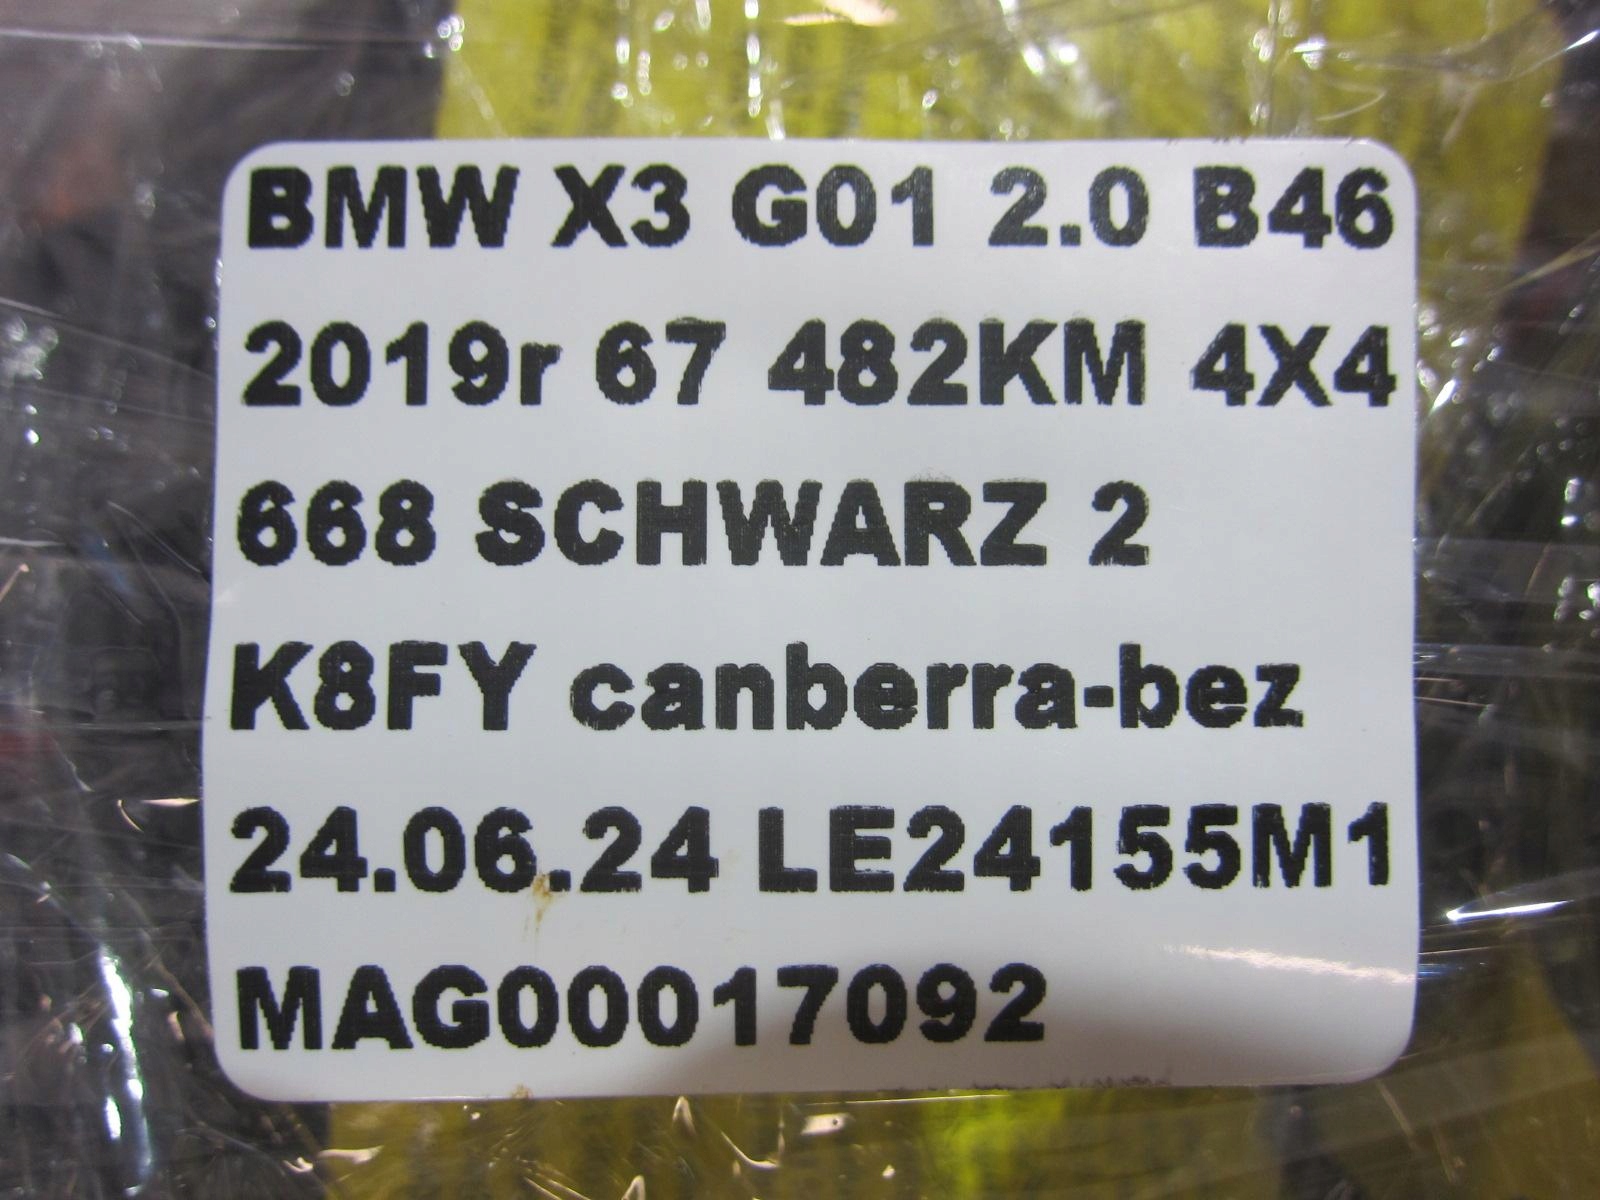 BMW X3 G01 2.0 B46
2019r 67 482KM 4X4
668 SCHWARZ 2
K8FY canberra-bez
24.06.24 LE24155M1
MAG00017092